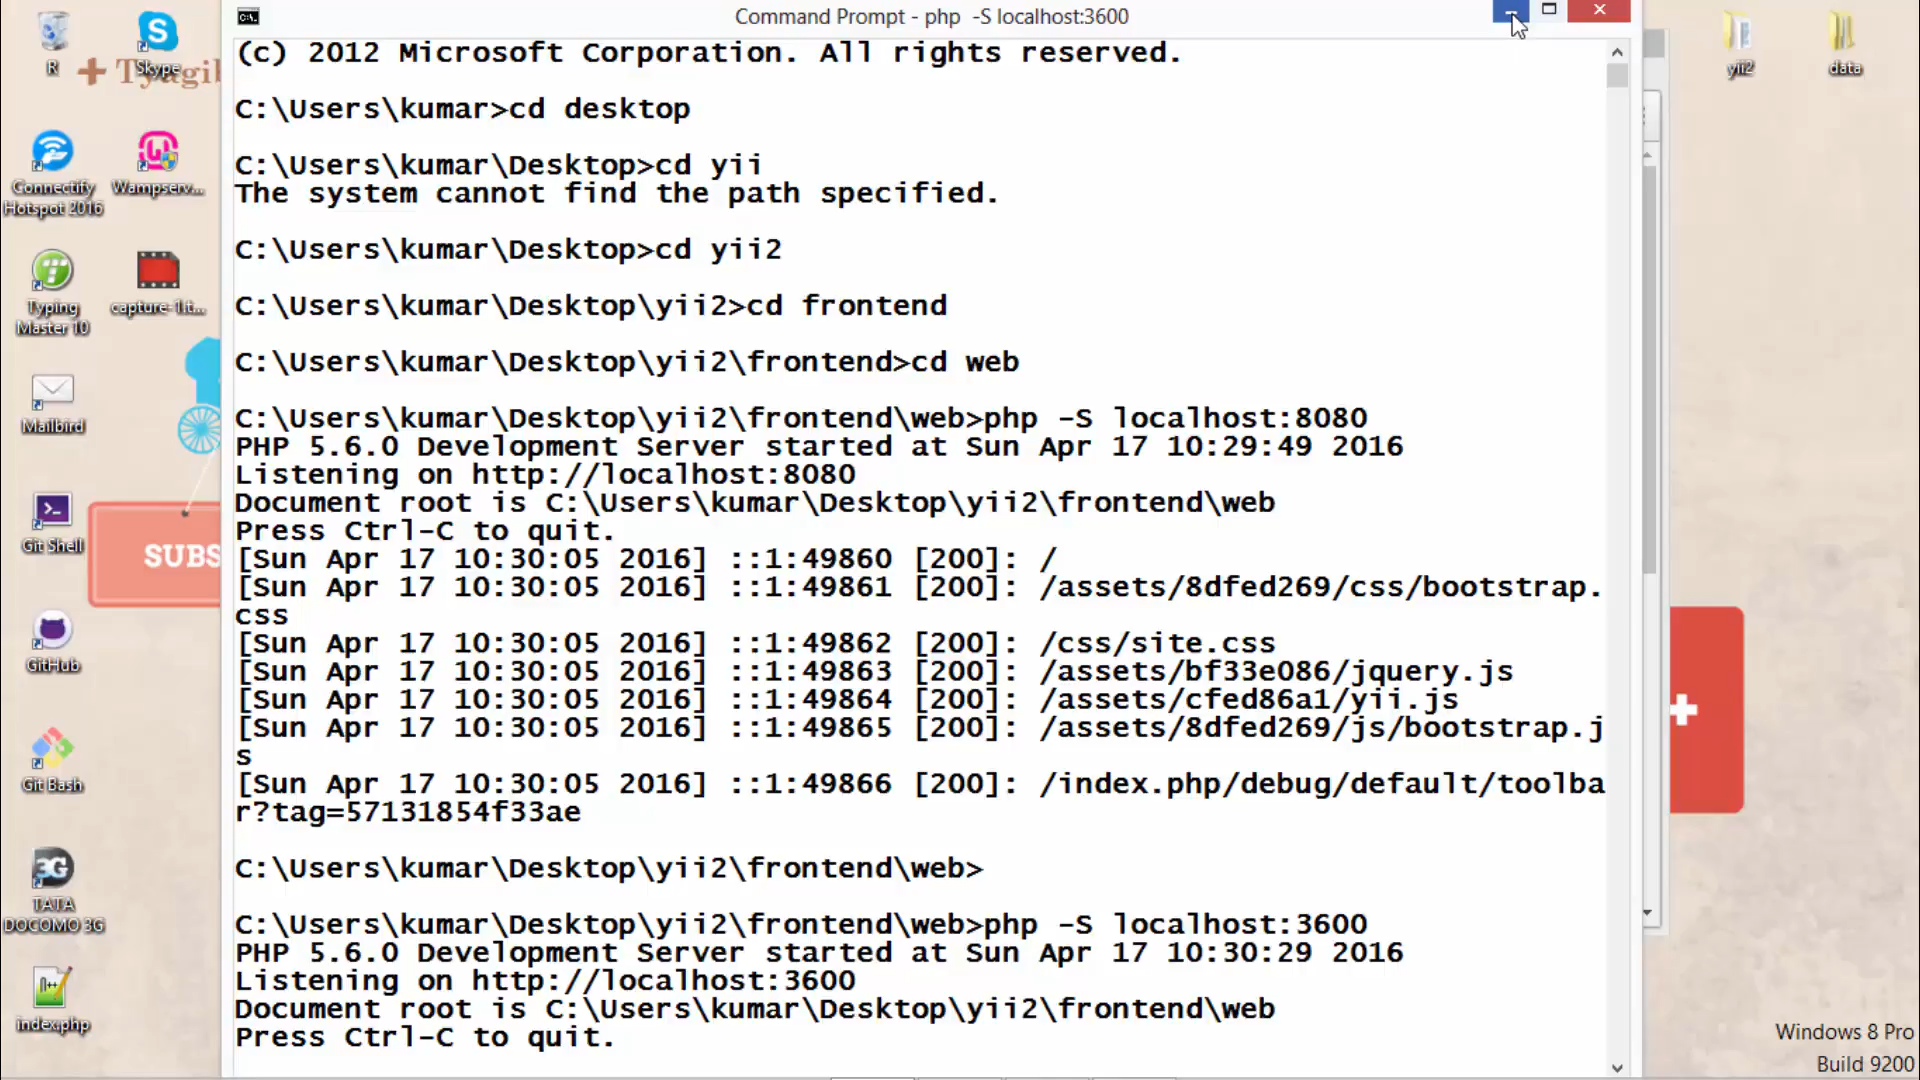 Command Prompt - php  -S localhost:3600
(c) 2012 Microsoft Corporation. All rights reserved.
C:\Users\kumar>cd desktop
C:\Users\kumar\Desktop>cd yii
The system cannot find the path specified.
C:\Users\kumar\Desktop>cd yii2
C:\Users\kumar\Desktop\yii2>cd frontend
C:\Users\kumar\Desktop\yii2\frontend>cd web
C:\Users\kumar\Desktop\yii2\frontend\web>php -S localhost:8080
PHP 5.6.0 Development Server started at Sun Apr 17 10:29:49 2016
Listening on http://localhost:8080
Document root is C:\Users\kumar\Desktop\yii2\frontend\web
Press Ctrl-C to quit.
[Sun Apr 17 10:30:05 2016] ::1:49860 [200]: /
[Sun Apr 17 10:30:05 2016] ::1:49861 [200]: /assets/8dfed269/css/bootstrap.
css
[Sun Apr 17 10:30:05 2016] ::1:49862 [200]: /css/site.css
[Sun Apr 17 10:30:05 2016] ::1:49863 [200]: /assets/bf33e086/jquery.js
[Sun Apr 17 10:30:05 2016] ::1:49864 [200]: /assets/cfed86a1/yii.js
[Sun Apr 17 10:30:05 2016] ::1:49865 [200]: /assets/8dfed269/js/bootstrap.j
s
[Sun Apr 17 10:30:05 2016] ::1:49866 [200]: /index.php/debug/default/toolba
r?tag=57131854f33ae
C:\Users\kumar\Desktop\yii2\frontend\web>
C:\Users\kumar\Desktop\yii2\frontend\web>php -S localhost:3600
PHP 5.6.0 Development Server started at Sun Apr 17 10:30:29 2016
Listening on http://localhost:3600
Document root is C:\Users\kumar\Desktop\yii2\frontend\web
Press Ctrl-C to quit.
R
Skype
+ Tyagib
Connectify
Hotspot 2016
Wampserv...
Typing
Master 10
capture-1it...
Mailbird
Git Shell
SUBS
GitHub
Git Bash
3G
TATA
DOCOMO 3G
index.php
yii2
data
Windows 8 Pro
Build 9200